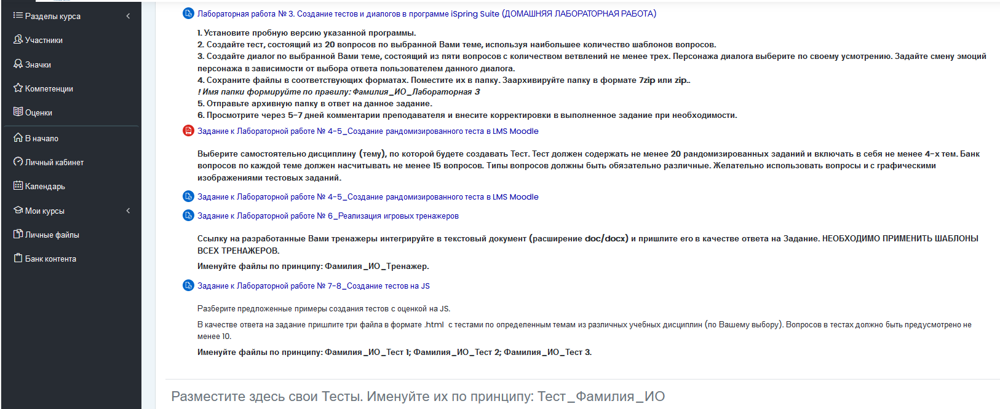 Разделы курса
Участники
Значки
Компетенции
Оценки
В начало
Личный кабинет
Календарь
Мои курсы
Личные файлы
Банк контента
Лабораторная работа № 3. Создание тестов и диалогов в программе iSpring Suite (ДОМАШНЯЯ ЛАБОРАТОРНАЯ РАБОТА)
1. Установите пробную версию указанной программы.
2. Создайте тест, состоящий из 20 вопросов по выбранной Вами теме, используя наибольшее количество шаблонов вопросов.
3. Создайте диалог по выбранной Вами теме, состоящий из пяти вопросов с количеством ветвлений не менее трех. Персонажа диалога выберите по своему усмотрению. Задайте смену эмоций
персонажа в зависимости от выбора ответа пользователем данного диалога.
4. Сохраните файлы в соответствующих форматах. Поместите их в папку. Заархивируйте папку в формате 7zip или zip..
! Имя папки формируйте по правилу: Фамилия_ИО_Лабораторная 3
5. Отправьте архивную папку в ответ на данное задание.
6. Просмотрите через 5-7 дней комментарии преподавателя и внесите корректировки в выполненное задание при необходимости.
Задание к Лабораторной работе № 4-5_Создание рандомизированного теста в LMS Moodle
Выберите самостоятельно дисциплину (тему), по которой будете создавать Тест. Тест должен содержать не менее 20 рандомизированных заданий и включать в себя не менее 4-х тем. Банк
вопросов по каждой теме должен насчитывать не менее 15 вопросов. Типы вопросов должны быть обязательно различные. Желательно использовать вопросы и с графическими
изображениями тестовых заданий.
Задание к Лабораторной работе № 4-5_Создание рандомизированного теста в LMS Moodle
Задание к Лабораторной работе № 6_Реализация игровых тренажеров
Ссылку на разработанные Вами тренажеры интегрируйте в текстовый документ (расширение doc/docx) и пришлите его в качестве ответа на Задание. НЕОБХОДИМО ПРИМЕНИТЬ ШАБЛОНЫ
ВСЕХ ТРЕНАЖЕРОВ.
Именуйте файлы по принципу: Фамилия_ИО_Тренажер.
Задание к Лабораторной работе № 7-8_Создание тестов на JS
Разберите предложенные примеры создания тестов с оценкой на JS.
В качестве ответа на задание пришлите три файла в формате .html с тестами по определенным темам из различных учебных дисциплин (по Вашему выбору). Вопросов в тестах должно быть предусмотрено не
менее 10.
Именуйте файлы по принципу: Фамилия_ИО_Тест 1; Фамилия_ИО_Тест 2; Фамилия_ИО_Тест 3.
Разместите здесь свои Тесты. Именуйте их по принципу: Тест_Фамилия_ИО